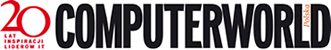 20
LAT
INSPIRACJI
LIDERÓW IT
COMPUTERWORLD
Polska